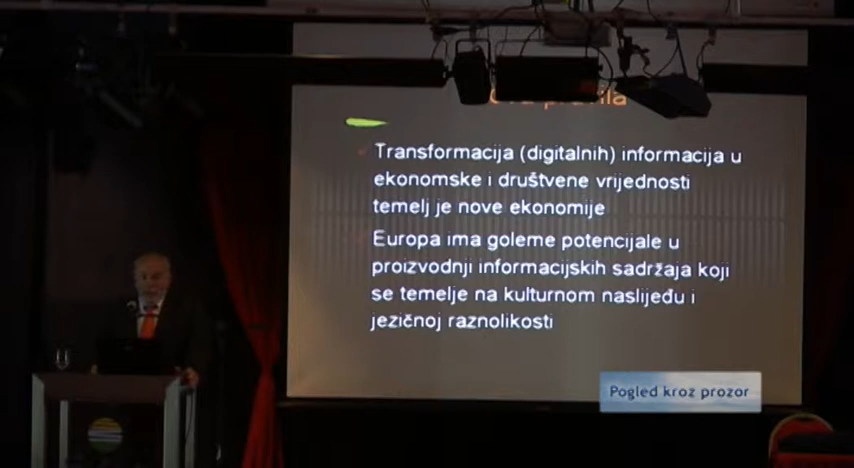 Transformacija (digitalnih) informacija u
ekonomske i društvene vrijednosti
temelj je nove ekonomije
Europa ima goleme potencijale u
proizvodnji informacijskih sadržaja koji
se temelje na kulturnom naslijeđu i
jezičnoj raznolikosti
Pogled kroz prozor